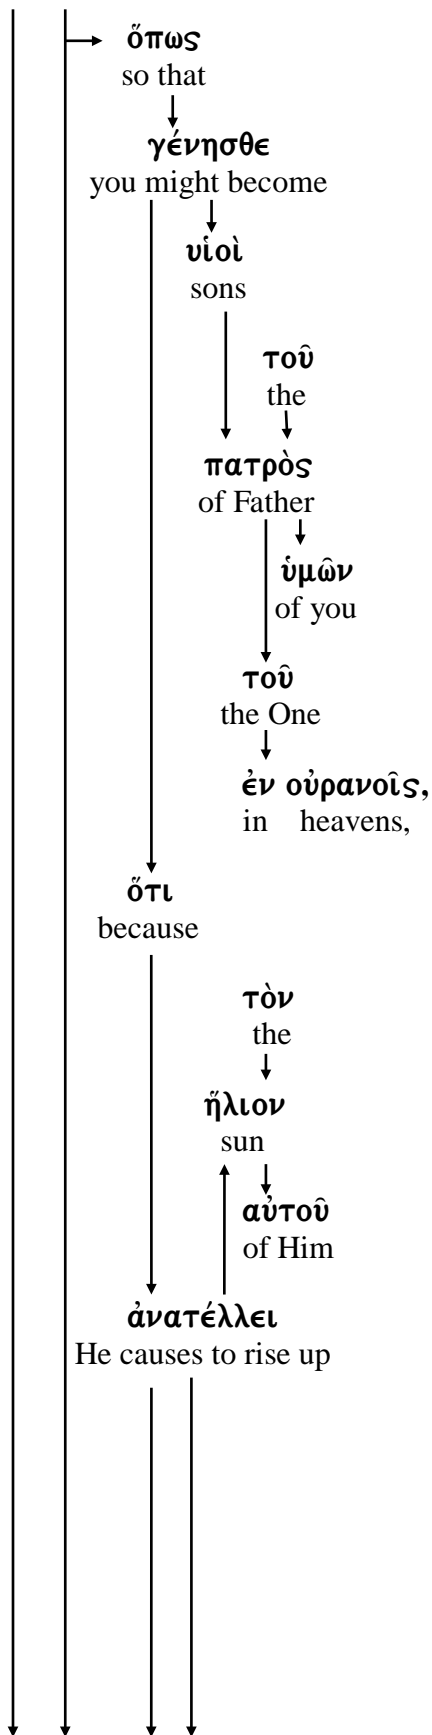 ὅπως
so that
γένησθε
you might become
υἱοὶ
sons
τοῦ
the
πατρὸς
of Father
ὑμῶν
of you
τοῦ
the One
ἐν οὐρανοῖς,
in heavens,
ὅτι
because
τὸν
the
ἥλιον
sun
αὐτοῦ
of Him
ἀνατέλλει
He causes to rise up